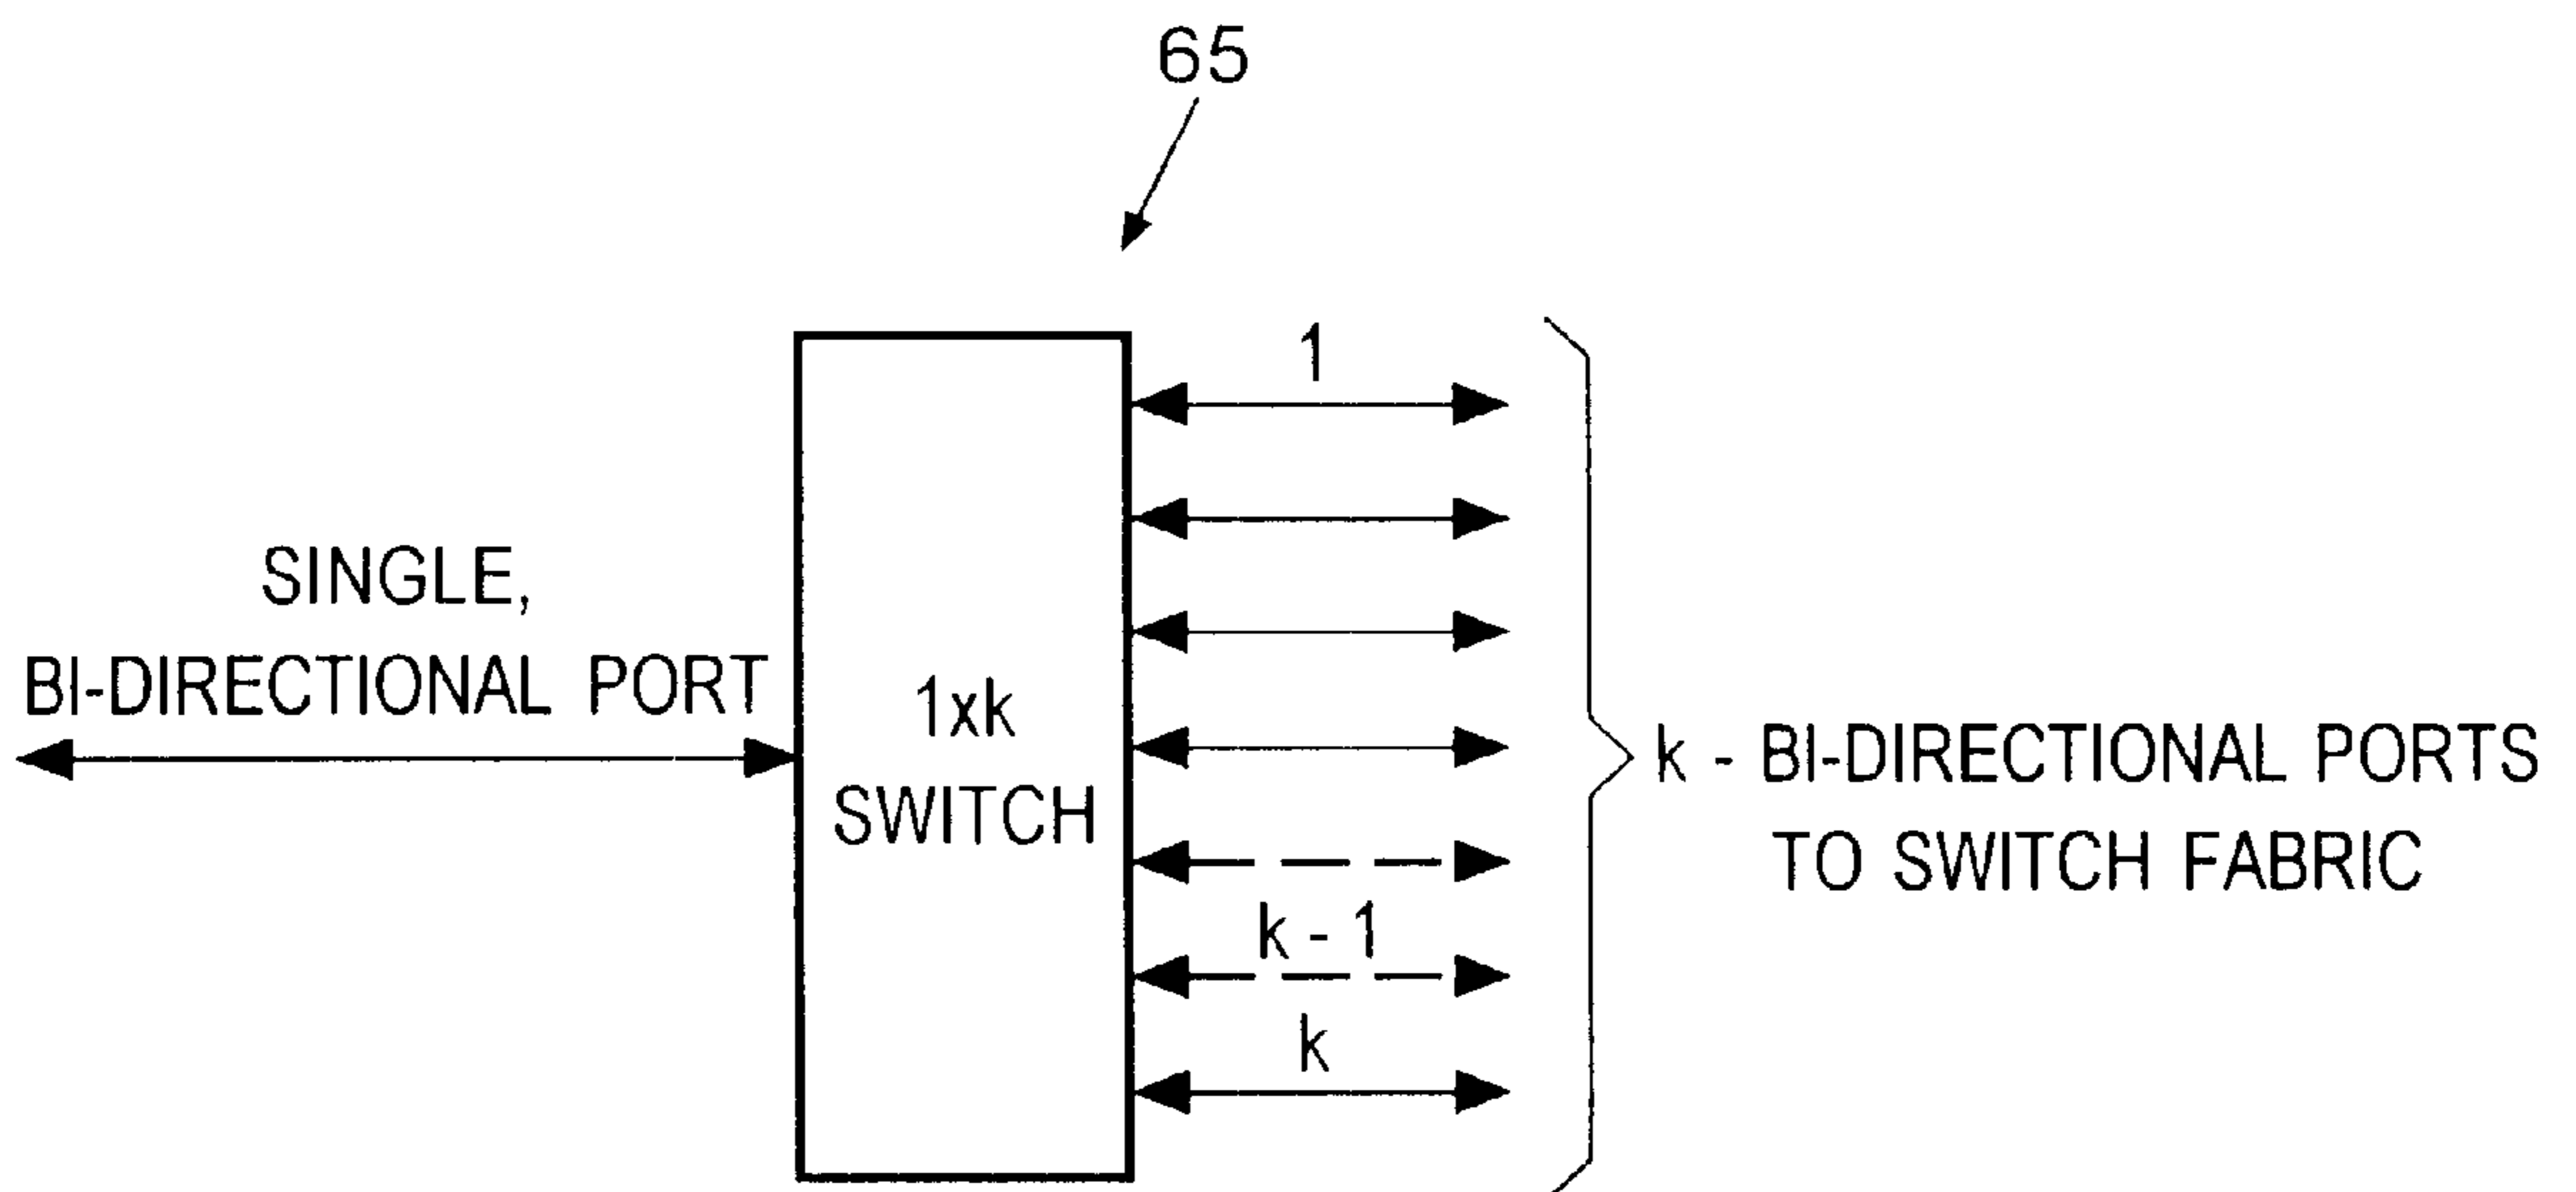 65
1
SINGLE,
BI-DIRECTIONAL PORT
1xk
SWITCH
k - BI-DIRECTIONAL PORTS
TO SWITCH FABRIC
k - 1
k